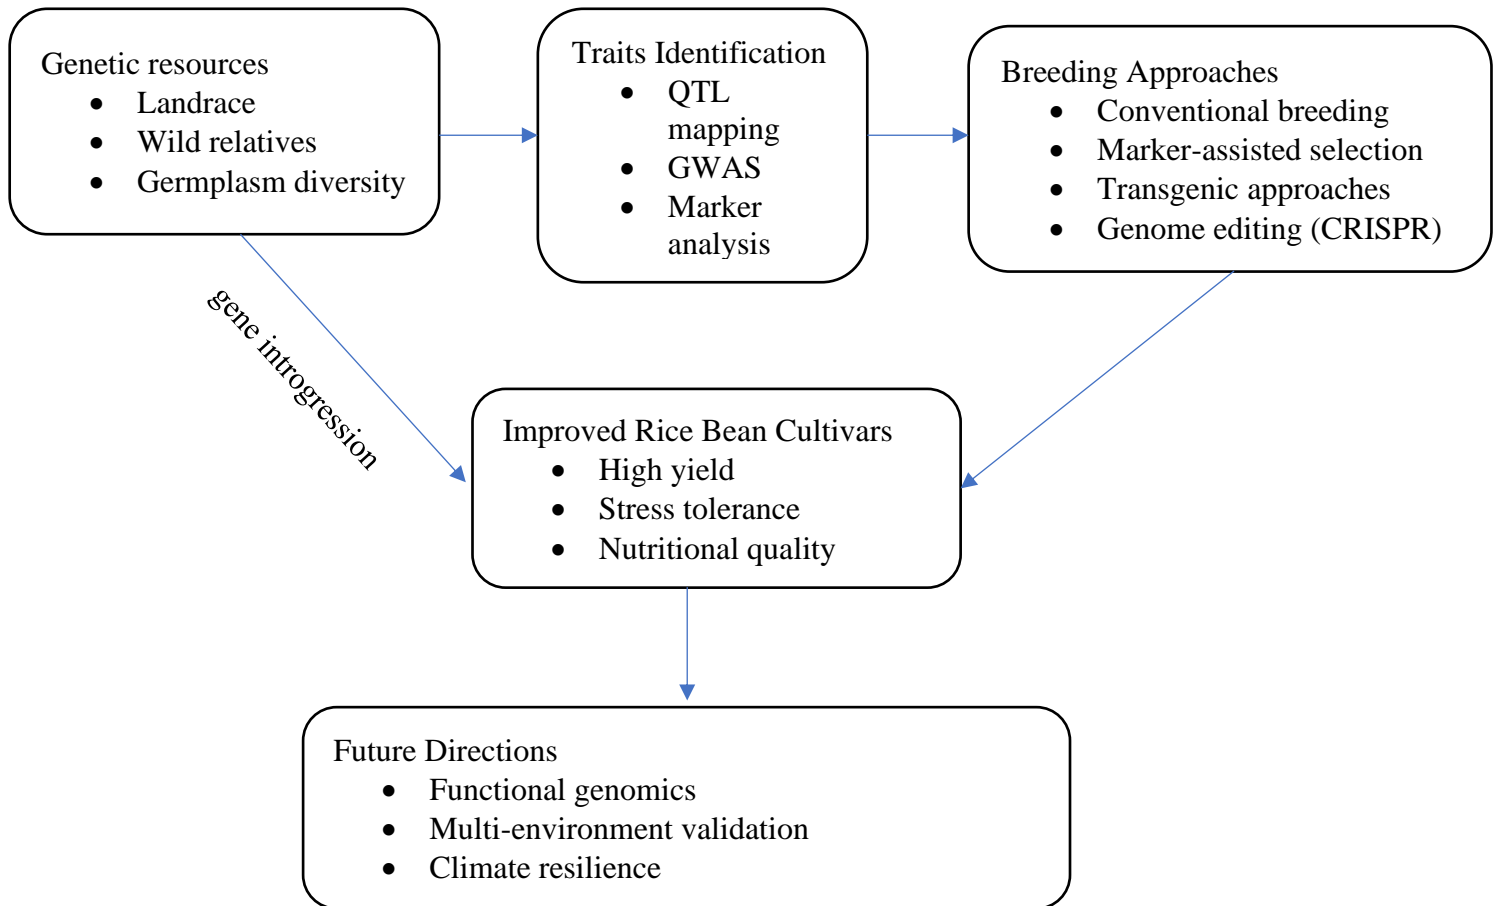 Genetic resources
● Landrace
● Wild relatives
● Germplasm diversity
Traits Identification
● QTL
mapping
● GWAS
● Marker
analysis
Breeding Approaches
● Conventional breeding
● Marker-assisted selection
● Transgenic approaches
● Genome editing (CRISPR)
gene introgression
Improved Rice Bean Cultivars
● High yield
● Stress tolerance
● Nutritional quality
Future Directions
● Functional genomics
● Multi-environment validation
● Climate resilience